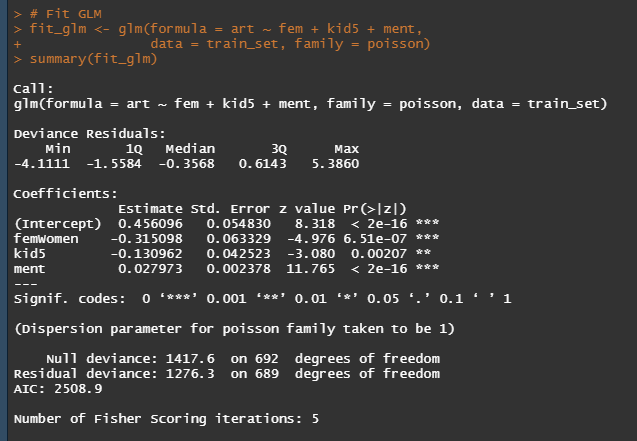 > # Fit GLM
> fit_glm <- glm(formula = art ~ fem + kid5 + ment,
+                data = train_set, family = poisson)
> summary(fit_glm)

Call:
glm(formula = art ~ fem + kid5 + ment, family = poisson, data = train_set)

Deviance Residuals:
    Min       1Q   Median       3Q      Max
-4.1111  -1.5584  -0.3568   0.6143   5.3860

Coefficients:
             Estimate Std. Error z value Pr(>|z|)
(Intercept)  0.456096   0.054830   8.318  < 2e-16 ***
femWomen    -0.315098   0.063329  -4.976 6.51e-07 ***
kid5        -0.130962   0.042523  -3.080  0.00207 **
ment         0.027973   0.002378  11.765  < 2e-16 ***
---
Signif. codes:  0 ‘***’ 0.001 ‘**’ 0.01 ‘*’ 0.05 ‘.’ 0.1 ‘ ’ 1

(Dispersion parameter for poisson family taken to be 1)

    Null deviance: 1417.6  on 692  degrees of freedom
Residual deviance: 1276.3  on 689  degrees of freedom
AIC: 2508.9

Number of Fisher Scoring iterations: 5